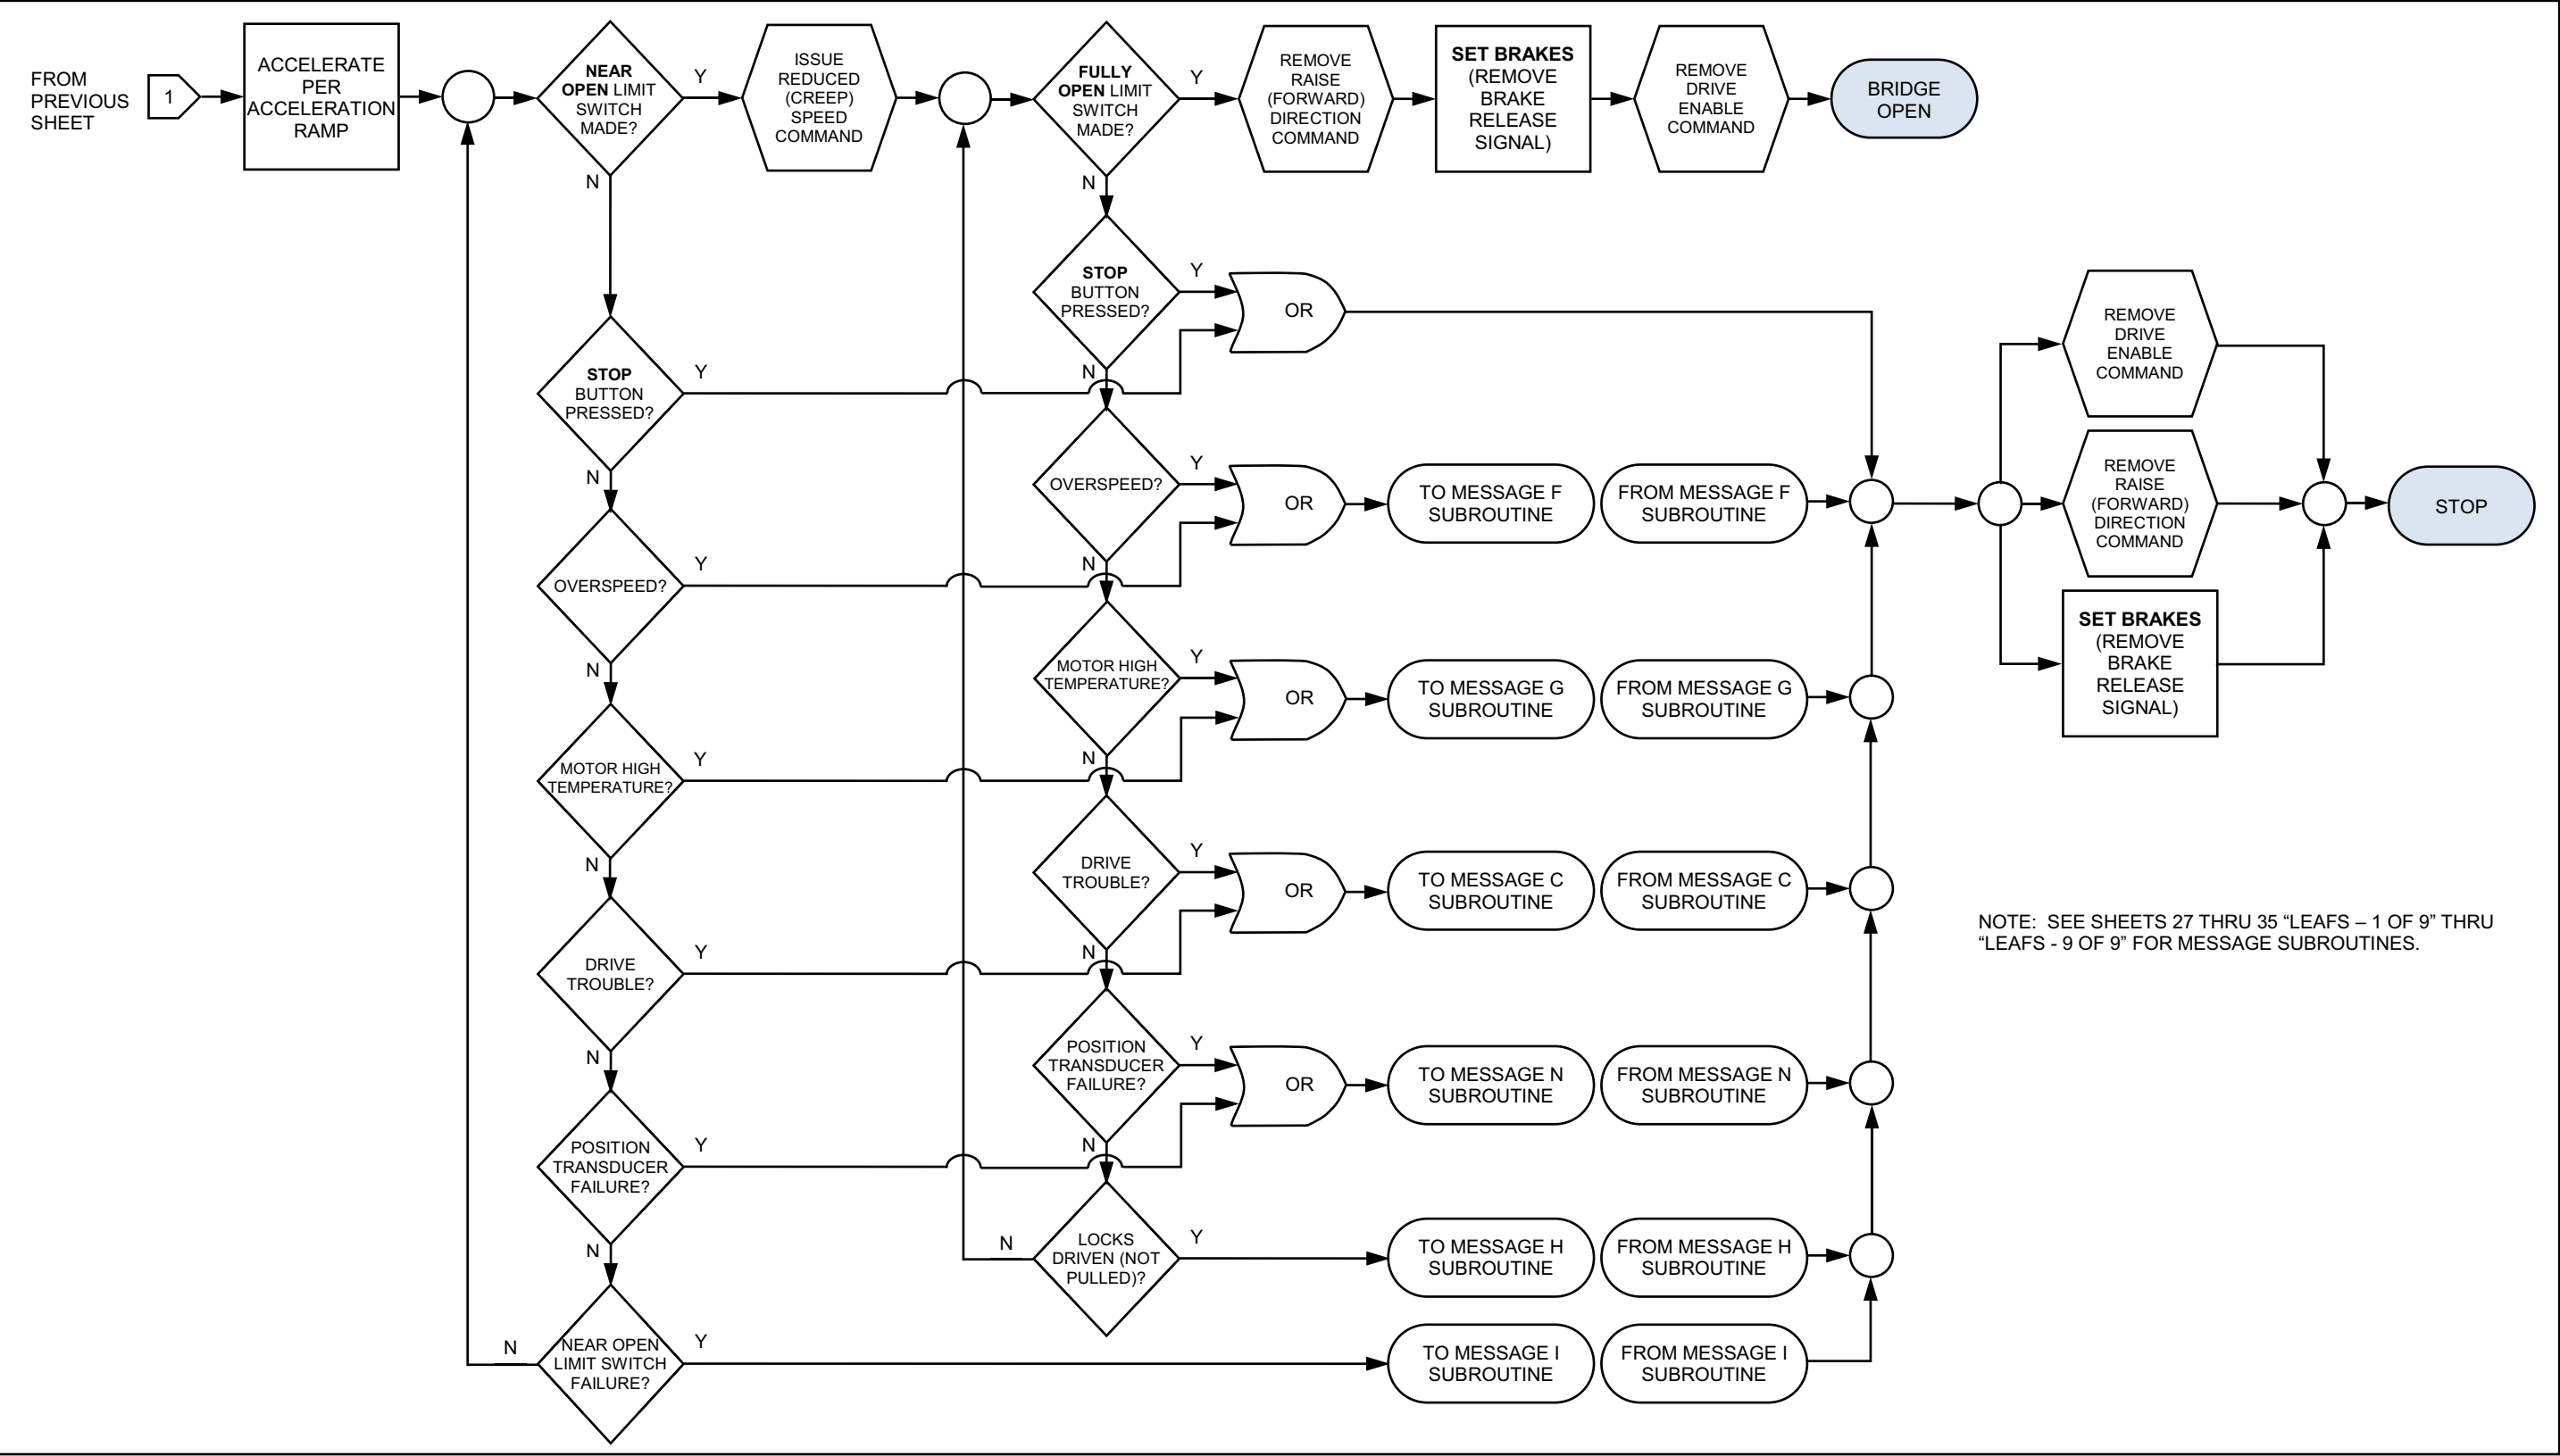 FROM
PREVIOUS
SHEET
1
ACCELERATE
PER
ACCELERATION
RAMP
NEAR
OPEN LIMIT
SWITCH
MADE?
Y
N
ISSUE
REDUCED
(CREEP)
SPEED
COMMAND
FULLY
OPEN LIMIT
SWITCH
MADE?
Y
N
REMOVE
RAISE
(FORWARD)
DIRECTION
COMMAND
SET BRAKES
(REMOVE
BRAKE
RELEASE
SIGNAL)
REMOVE
DRIVE
ENABLE
COMMAND
BRIDGE
OPEN
STOP
BUTTON
PRESSED?
Y
N
OR
STOP
BUTTON
PRESSED?
Y
N
OVERSPEED?
Y
N
OR
TO MESSAGE F
SUBROUTINE
FROM MESSAGE F
SUBROUTINE
REMOVE
DRIVE
ENABLE
COMMAND
REMOVE
RAISE
(FORWARD)
DIRECTION
COMMAND
SET BRAKES
(REMOVE
BRAKE
RELEASE
SIGNAL)
STOP
OVERSPEED?
Y
N
MOTOR HIGH
TEMPERATURE?
Y
N
OR
TO MESSAGE G
SUBROUTINE
FROM MESSAGE G
SUBROUTINE
MOTOR HIGH
TEMPERATURE?
Y
N
DRIVE
TROUBLE?
Y
N
OR
TO MESSAGE C
SUBROUTINE
FROM MESSAGE C
SUBROUTINE
NOTE: SEE SHEETS 27 THRU 35 “LEAFS – 1 OF 9” THRU
“LEAFS - 9 OF 9” FOR MESSAGE SUBROUTINES.
DRIVE
TROUBLE?
Y
N
POSITION
TRANSDUCER
FAILURE?
Y
N
OR
TO MESSAGE N
SUBROUTINE
FROM MESSAGE N
SUBROUTINE
POSITION
TRANSDUCER
FAILURE?
Y
N
LOCKS
DRIVEN (NOT
PULLED)?
N
Y
TO MESSAGE H
SUBROUTINE
FROM MESSAGE H
SUBROUTINE
NEAR OPEN
LIMIT SWITCH
FAILURE?
N
Y
TO MESSAGE I
SUBROUTINE
FROM MESSAGE I
SUBROUTINE